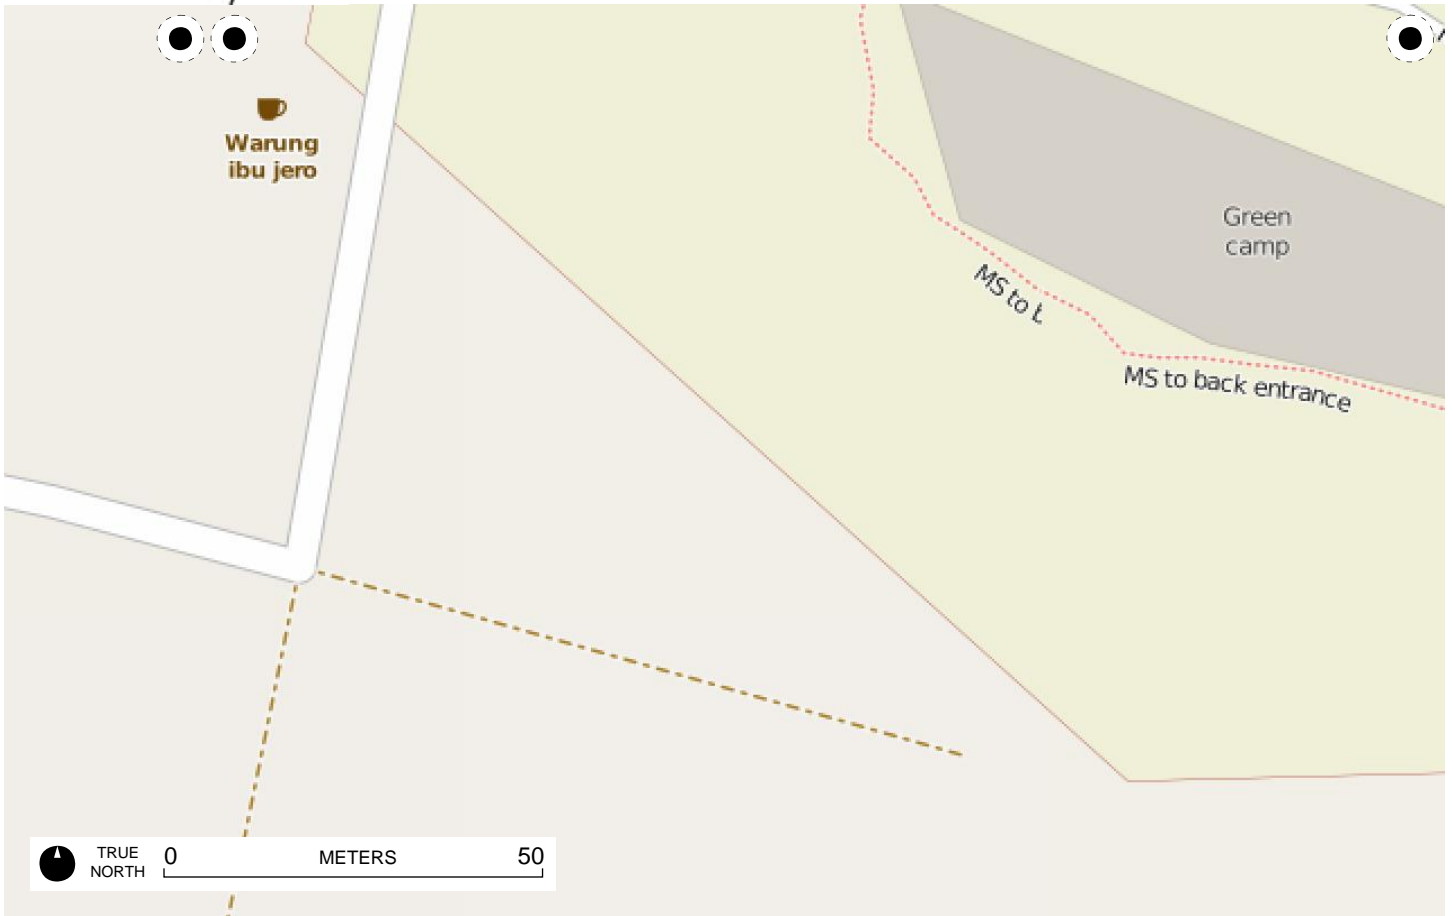 Warung
ibu jero
Green
camp
MS to
MS to back entrance
TRUE
NORTH
0
METERS
50